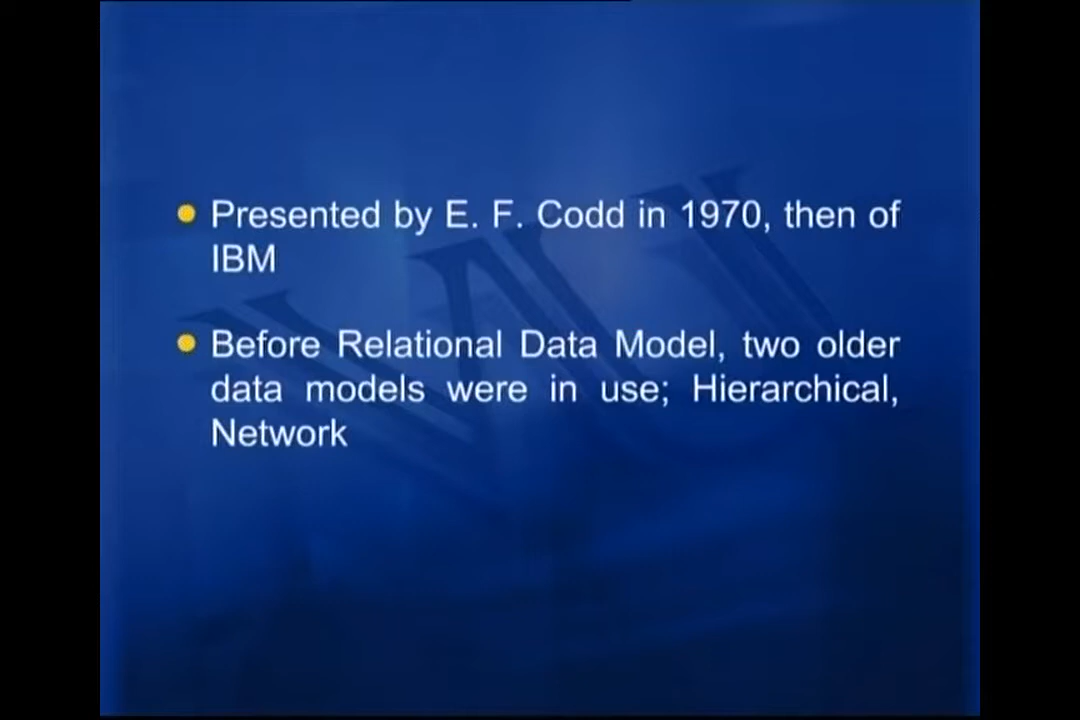 Presented by E. F. Codd in 1970, then of
IBM
Before Relational Data Model, two older
data models were in use; Hierarchical,
Network
VU